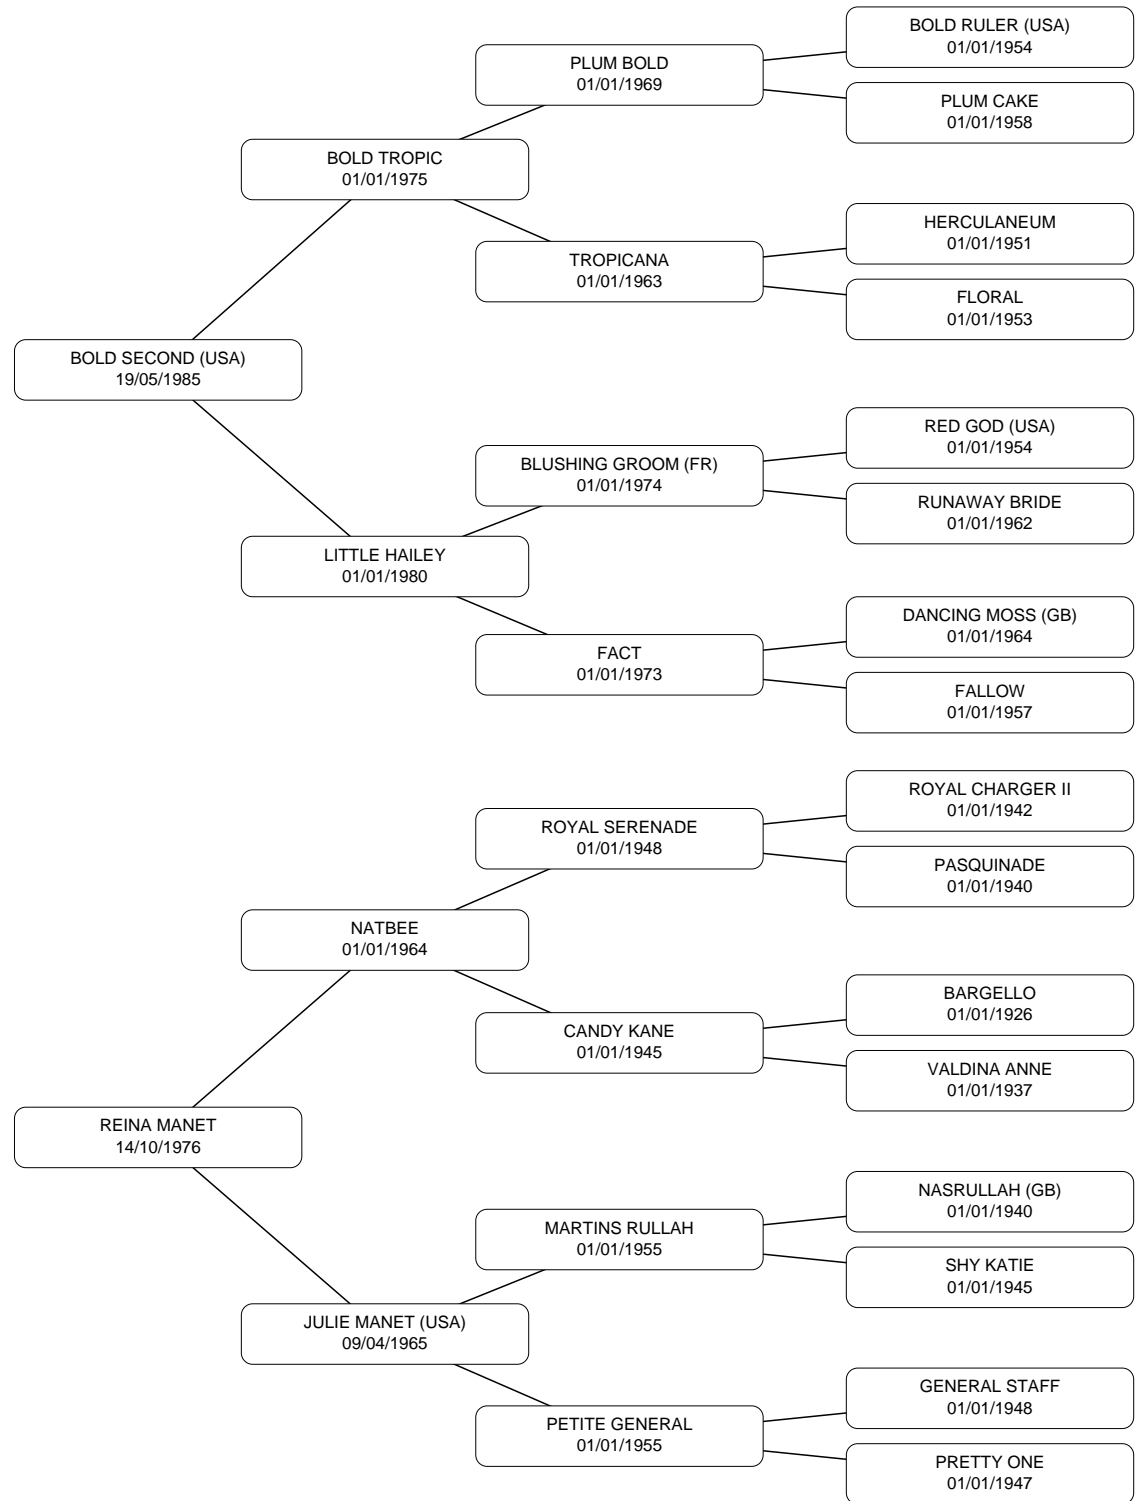 BOLD RULER (USA)
01/01/1954
PLUM BOLD
01/01/1969
PLUM CAKE
01/01/1958
BOLD TROPIC
01/01/1975
HERCULANEUM
01/01/1951
TROPICANA
01/01/1963
FLORAL
01/01/1953
BOLD SECOND (USA)
19/05/1985
RED GOD (USA)
01/01/1954
BLUSHING GROOM (FR)
01/01/1974
RUNAWAY BRIDE
01/01/1962
LITTLE HAILEY
01/01/1980
DANCING MOSS (GB)
01/01/1964
FACT
01/01/1973
FALLOW
01/01/1957
ROYAL CHARGER II
01/01/1942
ROYAL SERENADE
01/01/1948
PASQUINADE
01/01/1940
NATBEE
01/01/1964
BARGELLO
01/01/1926
CANDY KANE
01/01/1945
VALDINA ANNE
01/01/1937
REINA MANET
14/10/1976
NASRULLAH (GB)
01/01/1940
MARTINS RULLAH
01/01/1955
SHY KATIE
01/01/1945
JULIE MANET (USA)
09/04/1965
GENERAL STAFF
01/01/1948
PETITE GENERAL
01/01/1955
PRETTY ONE
01/01/1947